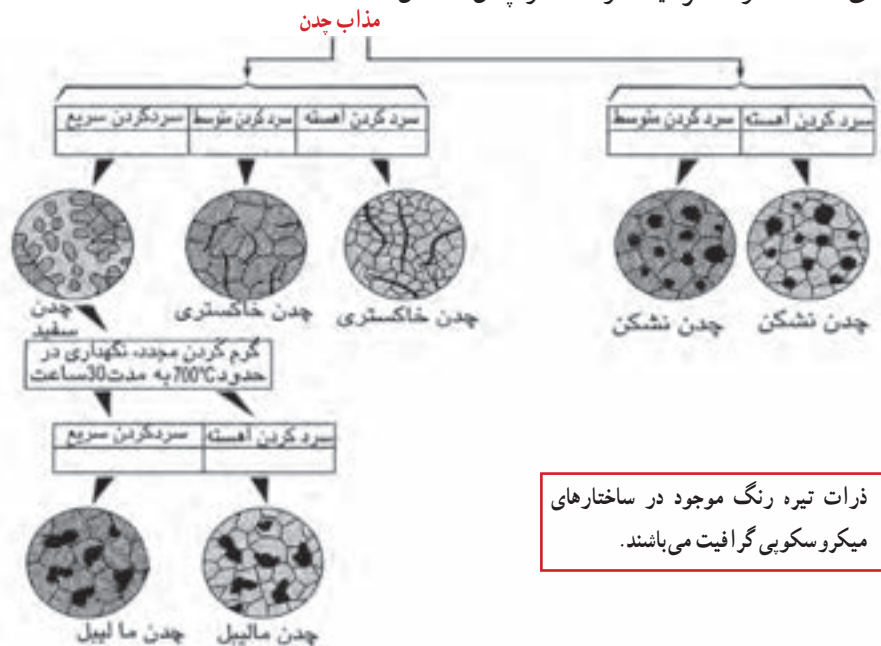 مذاب چدن
سرد کردن آهسته
سرد کردن متوسط
سرد کردن آهسته
سرد کردن متوسط
سردکردن سریع
چدن نشکن
چدن نشکن
چدن خاکستری
چدن خاکستری
چدن
سفید
گرم کردن مجدد، نگهداری در
حدود 700°C به مدت 30 ساعت
سرد کردن آهسته
سردکردن سریع
چدن مالیبل
چدن ما لیبل
ذرات تیره رنگ موجود در ساختارهای
میکروسکوپی گرافیت می‌باشند.